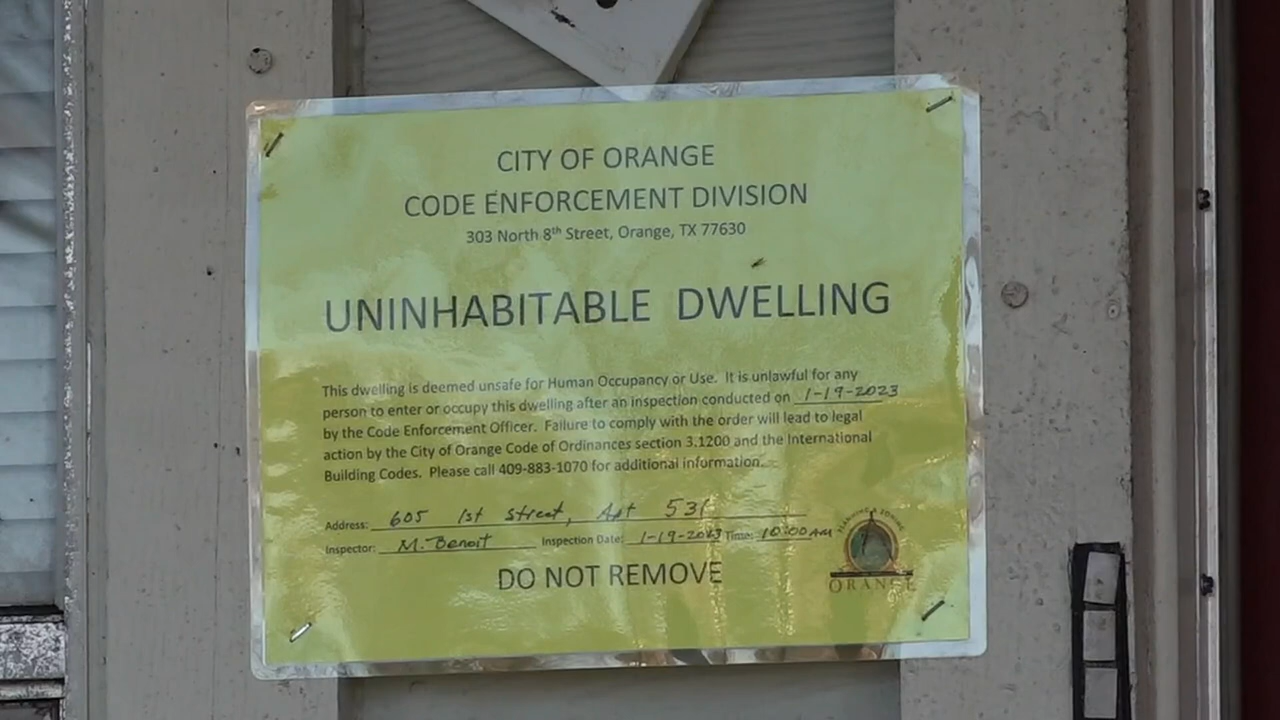 CITY OF ORANGE
CODE ENFORCEMENT DIVISION
303 North 8th Street, Orange, TX 77630
UNINHABITABLE DWELLING
This dwelling is deemed unsafe for Human Occupancy or Use. It is unlawful for any
person to enter or occupy this dwelling after an inspection conducted on 1-19-2023
by the Code Enforcement Officer. Failure to comply with the order will lead to legal
action by the City of Orange Code of Ordinances section 3.1200 and the International
Building Codes. Please call 409-883-1070 for additional information.
Address: 605 1st Street, Apt 531
Inspector: M. Benoit Inspection Date: 1-19-2023 Time: 10:00 AM
PLANNING & ZONING
ORANGE
DO NOT REMOVE